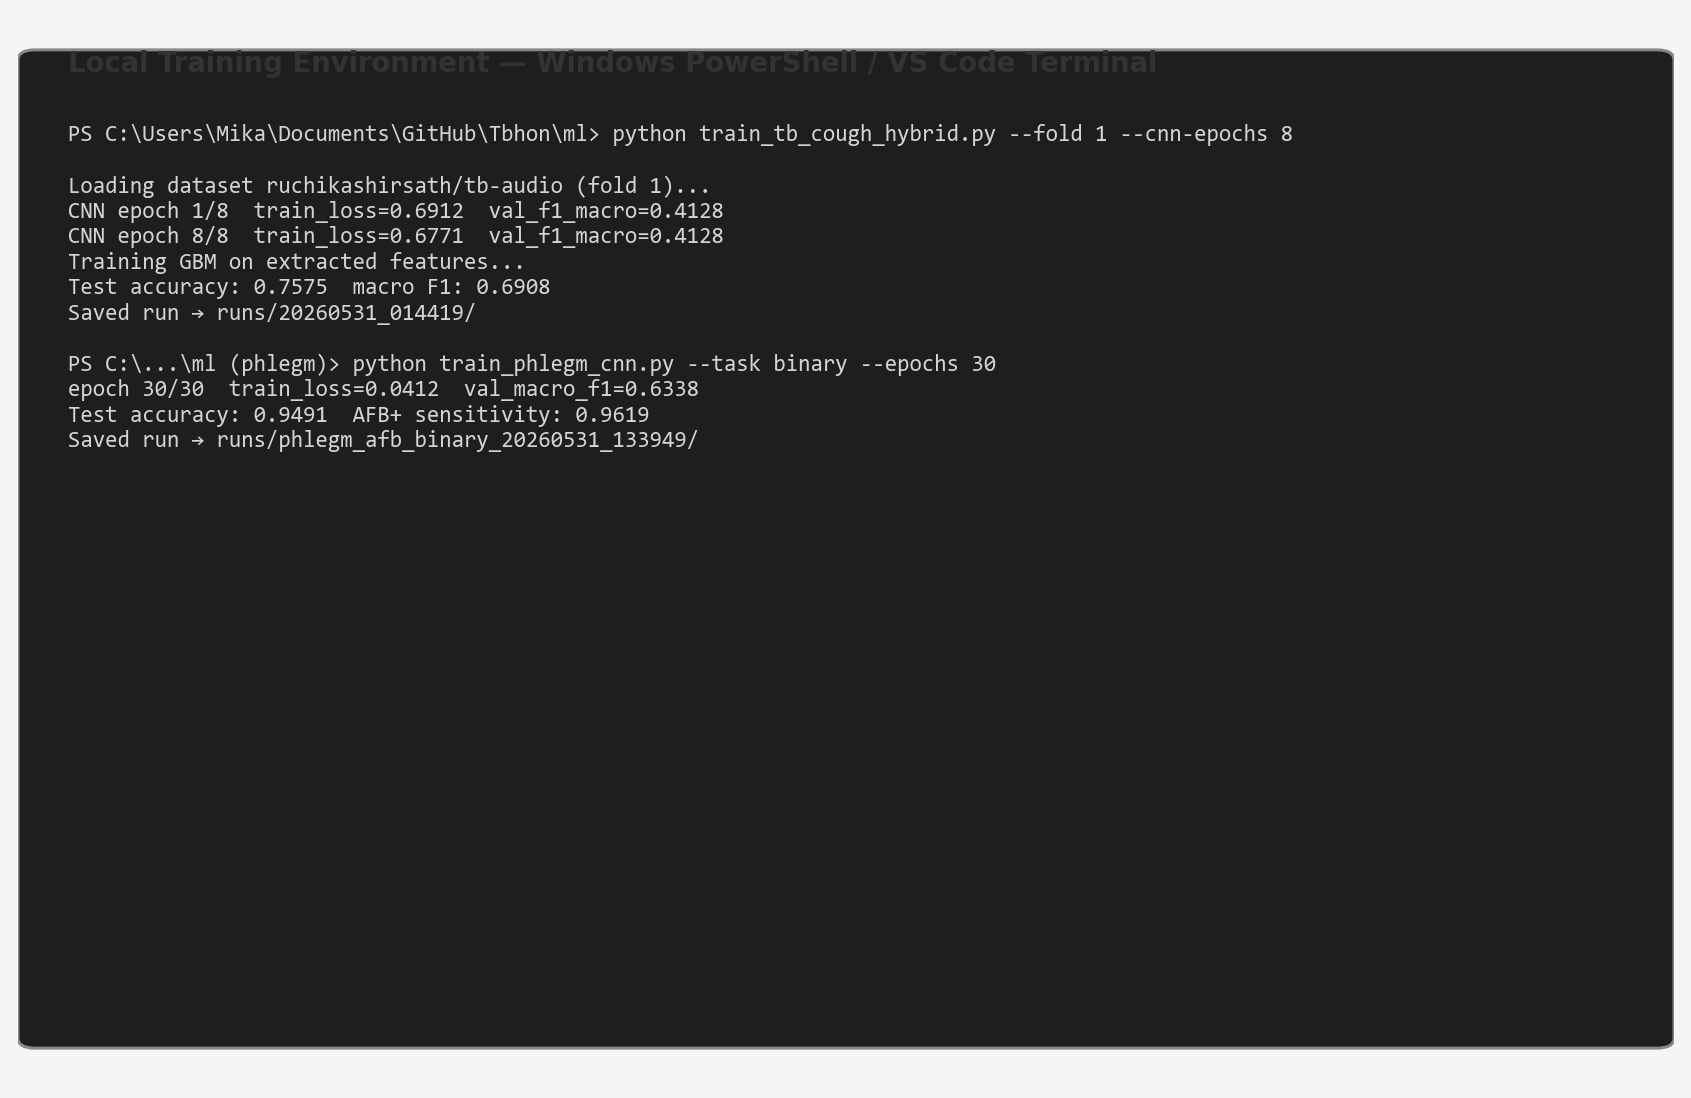 Local Training Environment — Windows PowerShell / VS Code Terminal
PS C:\Users\Mika\Documents\GitHub\Tbhon\ml> python train_tb_cough_hybrid.py --fold 1 --cnn-epochs 8
Loading dataset ruchikashirsath/tb-audio (fold 1)...
CNN epoch 1/8  train_loss=0.6912  val_f1_macro=0.4128
CNN epoch 8/8  train_loss=0.6771  val_f1_macro=0.4128
Training GBM on extracted features...
Test accuracy: 0.7575  macro F1: 0.6908
Saved run → runs/20260531_014419/
PS C:\...\ml (phlegm)> python train_phlegm_cnn.py --task binary --epochs 30
epoch 30/30  train_loss=0.0412  val_macro_f1=0.6338
Test accuracy: 0.9491  AFB+ sensitivity: 0.9619
Saved run → runs/phlegm_afb_binary_20260531_133949/